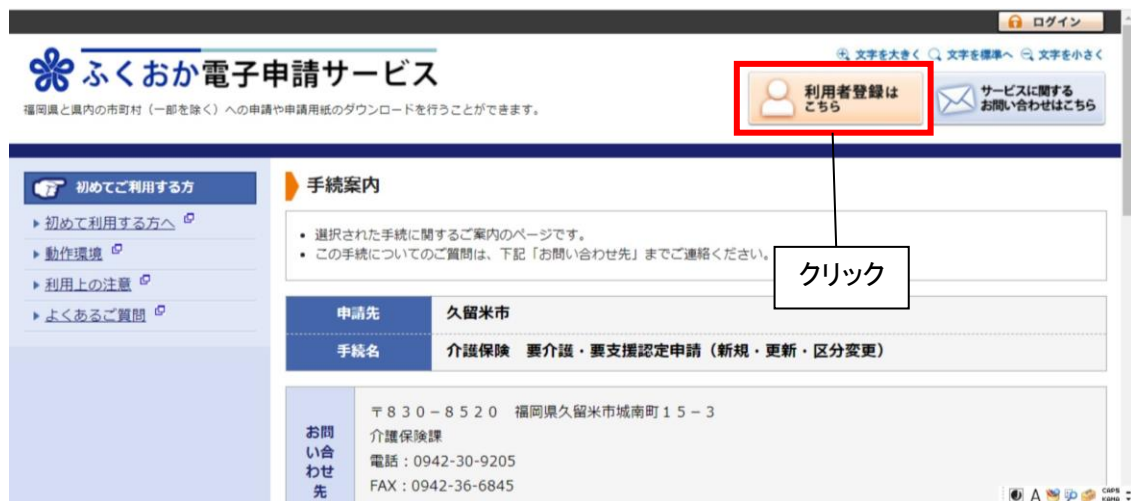 ログイン
文字を大きく 文字を標準へ 文字を小さく
ふくおか電子申請サービス
福岡県と県内の市町村（一部を除く）への申請や申請用紙のダウンロードを行うことができます。
利用者登録は
こちら
サービスに関する
お問い合わせはこちら
初めてご利用する方
初めて利用する方へ
動作環境
利用上の注意
よくあるご質問
手続案内
・選択された手続に関するご案内のページです。
・この手続についてのご質問は、下記「お問い合わせ先」までご連絡ください。
クリック
申請先 久留米市
手続名 介護保険　要介護・要支援認定申請（新規・更新・区分変更）
お問
い合
わせ
先
〒８３０－８５２０　福岡県久留米市城南町１５－３
介護保険課
電話：0942-30-9205
FAX：0942-36-6845
A
CAPS
KANA